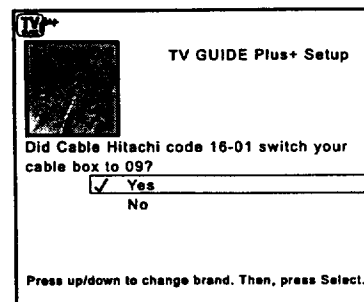 TV
TV GUIDE Plus+ Setup
Did Cable Hitachi code 16-01 switch your
cable box to 09?
✓ Yes
No
Press up/down to change brand. Then, press Select.